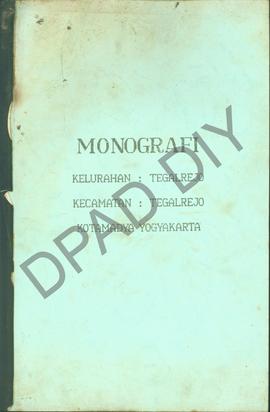 MONOGRAFI
KELURAHAN : TEGALREJO
KECAMATAN : TEGALREJO
KOTAMADYA YOGYAKARTA
DPAD DIY